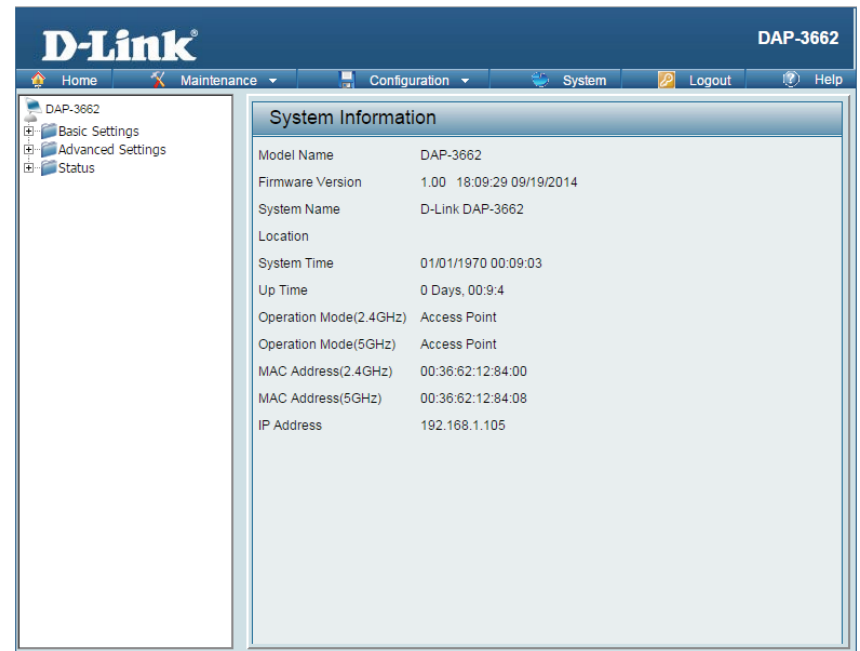 D-Link®
DAP-3662
Home Maintenance Configuration System Logout Help
DAP-3662
Basic Settings
Advanced Settings
Status
System Information
Model Name DAP-3662
Firmware Version 1.00 18:09:29 09/19/2014
System Name D-Link DAP-3662
Location
System Time 01/01/1970 00:09:03
Up Time 0 Days, 00:9:4
Operation Mode(2.4GHz) Access Point
Operation Mode(5GHz) Access Point
MAC Address(2.4GHz) 00:36:62:12:84:00
MAC Address(5GHz) 00:36:62:12:84:08
IP Address 192.168.1.105